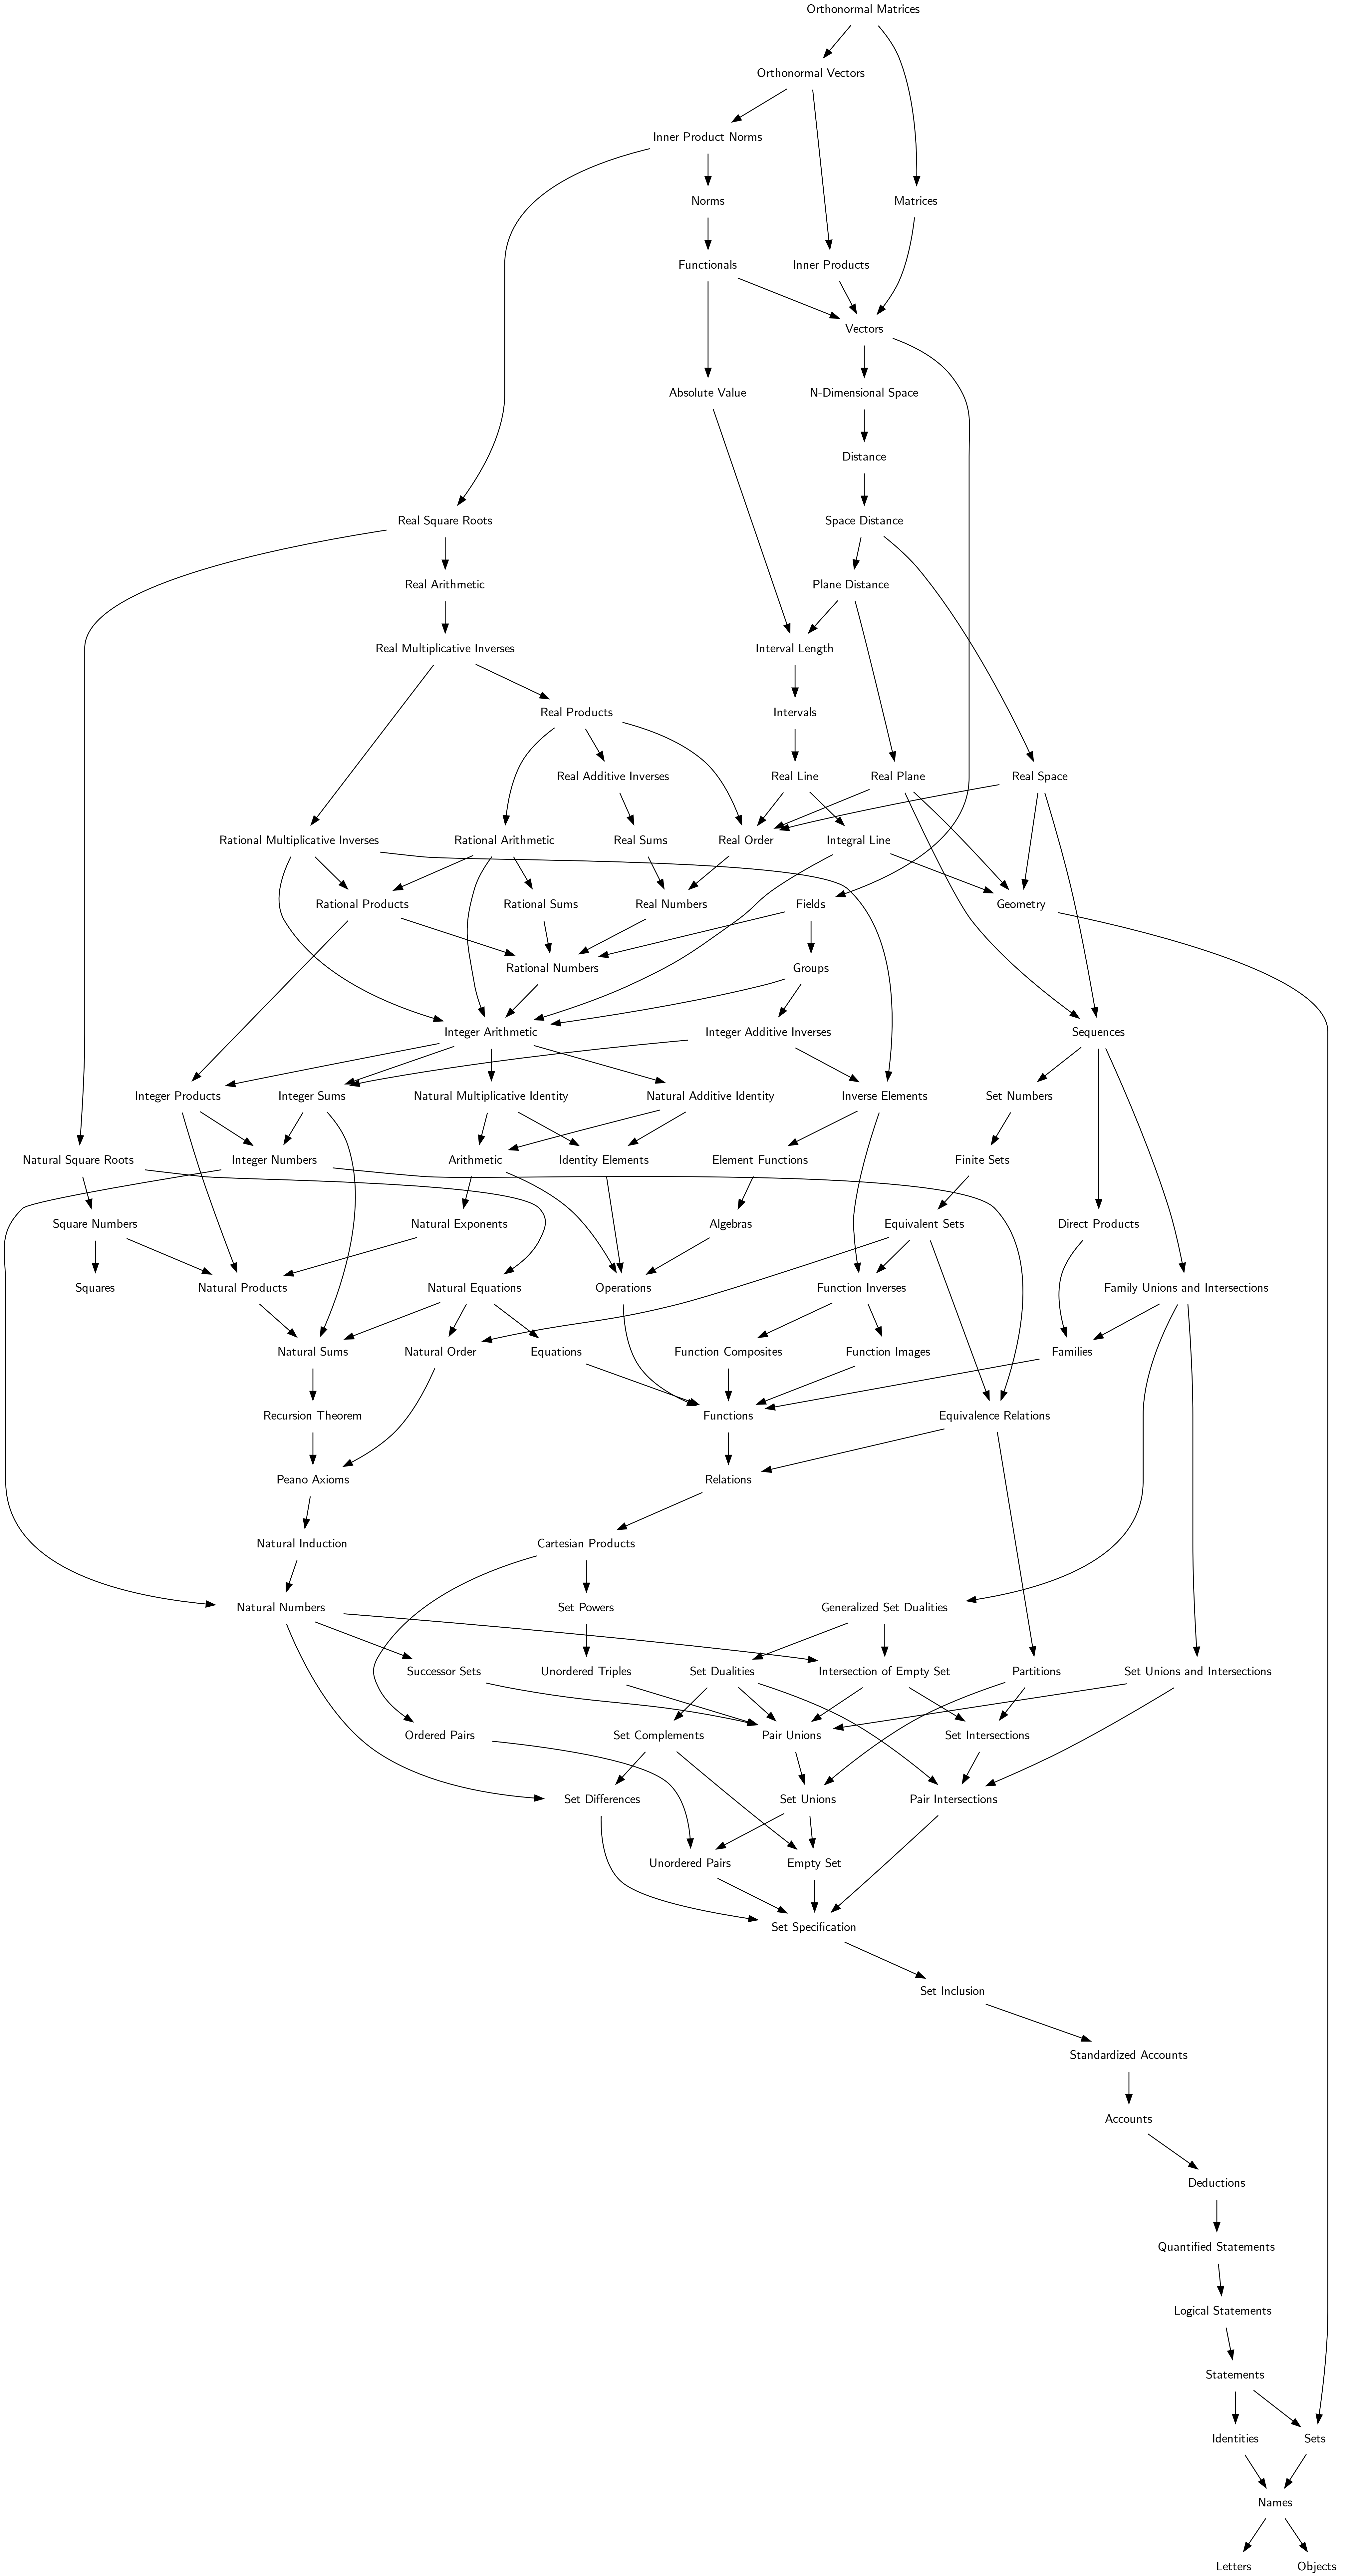 Orthonormal Matrices
Orthonormal Vectors
Inner Product Norms
Norms
Matrices
Functionals
Inner Products
Vectors
Absolute Value
N-Dimensional Space
Distance
Real Square Roots
Space Distance
Real Arithmetic
Plane Distance
Real Multiplicative Inverses
Interval Length
Real Products
Intervals
Real Additive Inverses
Real Line
Real Plane
Real Space
Rational Multiplicative Inverses
Rational Arithmetic
Real Sums
Real Order
Integral Line
Rational Products
Rational Sums
Real Numbers
Fields
Geometry
Rational Numbers
Groups
Integer Arithmetic
Integer Additive Inverses
Sequences
Integer Products
Integer Sums
Natural Multiplicative Identity
Natural Additive Identity
Inverse Elements
Set Numbers
Natural Square Roots
Integer Numbers
Arithmetic
Identity Elements
Element Functions
Finite Sets
Square Numbers
Natural Exponents
Algebras
Equivalent Sets
Direct Products
Squares
Natural Products
Natural Equations
Operations
Function Inverses
Family Unions and Intersections
Natural Sums
Natural Order
Equations
Function Composites
Function Images
Families
Recursion Theorem
Functions
Equivalence Relations
Peano Axioms
Relations
Natural Induction
Cartesian Products
Natural Numbers
Set Powers
Generalized Set Dualities
Successor Sets
Unordered Triples
Set Dualities
Intersection of Empty Set
Partitions
Set Unions and Intersections
Ordered Pairs
Set Complements
Pair Unions
Set Intersections
Set Differences
Set Unions
Pair Intersections
Unordered Pairs
Empty Set
Set Specification
Set Inclusion
Standardized Accounts
Accounts
Deductions
Quantified Statements
Logical Statements
Statements
Identities
Sets
Names
Letters
Objects